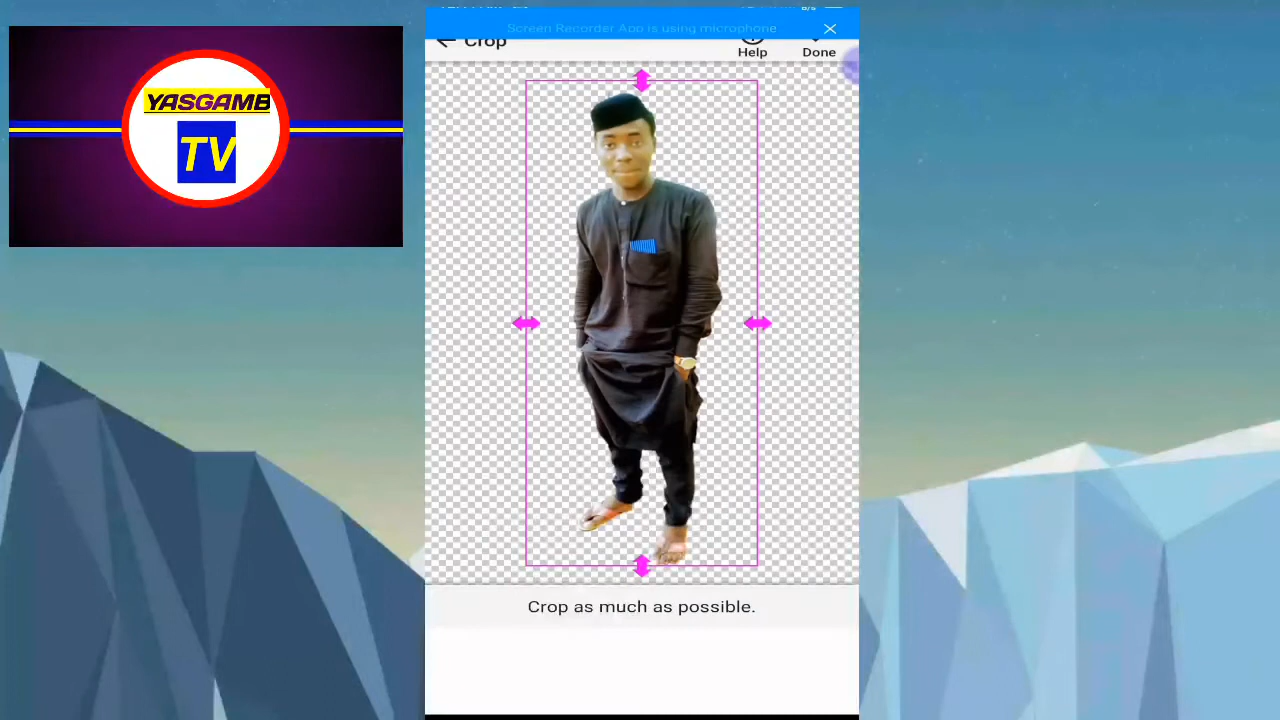 YASGAMB
TV
Screen Recorder App is using microphone
Crop
Help
Done
Crop as much as possible.